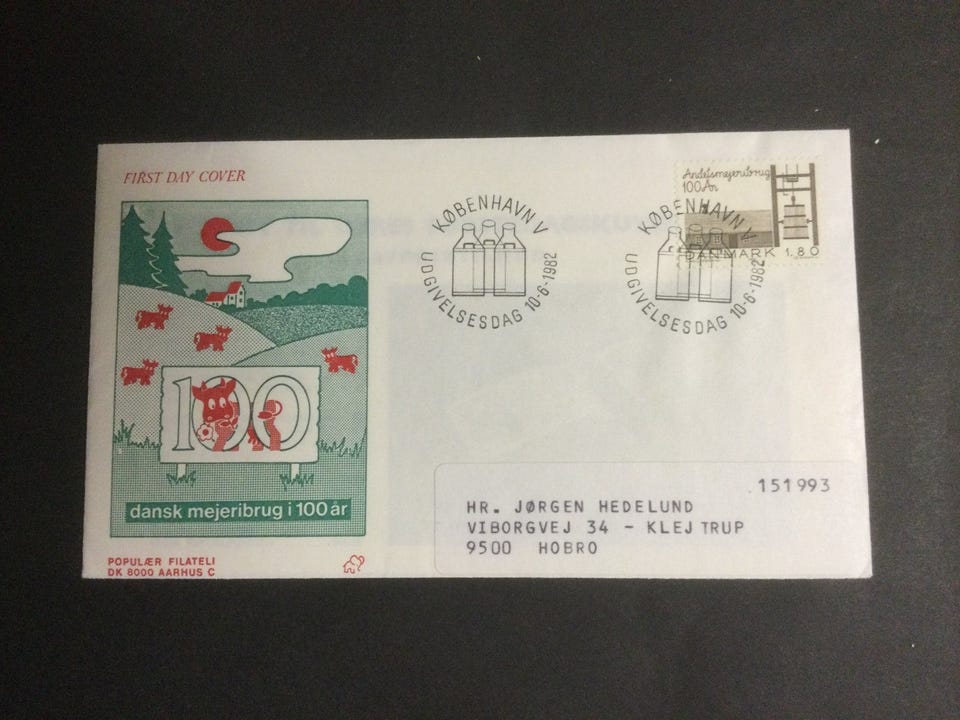 FIRST DAY COVER
100
dansk mejeribrug i 100 år
POPULÆR FILATELI
DK 8000 AARHUS C
KØBENHAVN V
UDGIVELSESDAG 10-6-1982
Andelsmejeribrug
100 År
DANMARK 1.80
KØBENHAVN V
UDGIVELSESDAG 10-6-1982
151993
HR. JØRGEN HEDELUND
VIBORGVEJ 34 - KLEJTRUP
9500 HOBRO